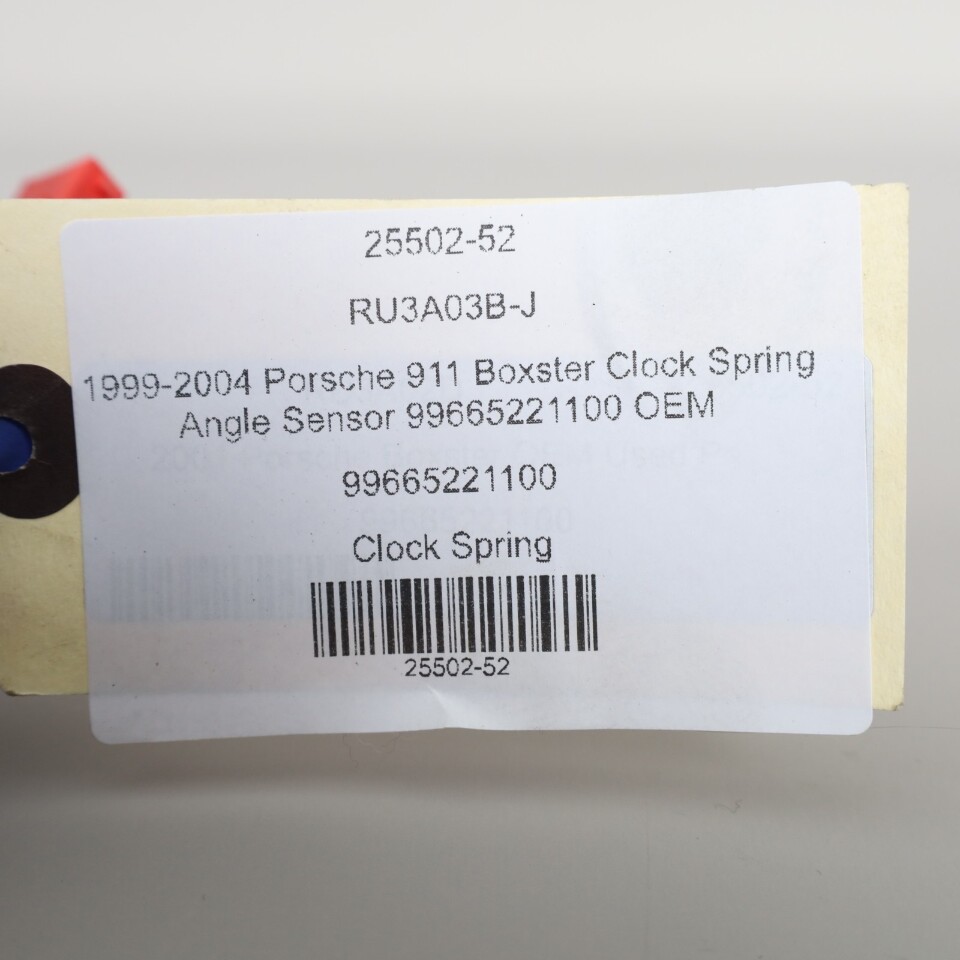 25502-52
RU3A03B-J
1999-2004 Porsche 911 Boxster Clock Spring
Angle Sensor 99665221100 OEM
99665221100
Clock Spring
25502-52